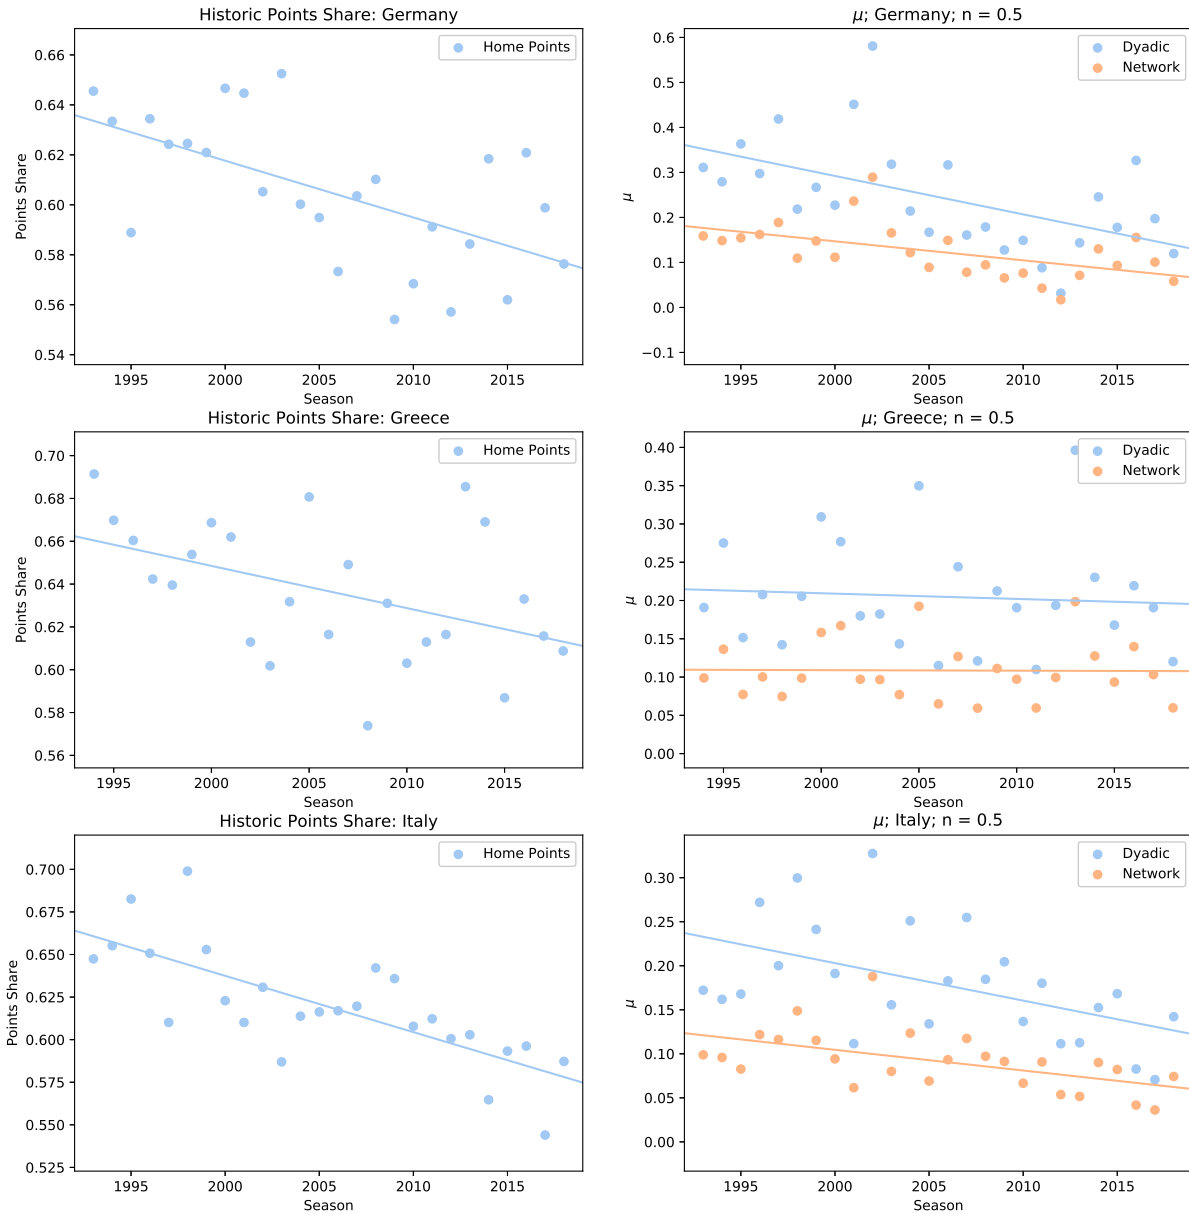 Historic Points Share: Germany
Home Points
Points Share
0.66
0.64
0.62
0.60
0.58
0.56
0.54
1995 2000 2005 2010 2015
Season
μ; Germany; n = 0.5
Dyadic
Network
μ
0.6
0.5
0.4
0.3
0.2
0.1
0.0
−0.1
1995 2000 2005 2010 2015
Season
Historic Points Share: Greece
Home Points
Points Share
0.70
0.68
0.66
0.64
0.62
0.60
0.58
0.56
1995 2000 2005 2010 2015
Season
μ; Greece; n = 0.5
Dyadic
Network
μ
0.40
0.35
0.30
0.25
0.20
0.15
0.10
0.05
0.00
1995 2000 2005 2010 2015
Season
Historic Points Share: Italy
Home Points
Points Share
0.700
0.675
0.650
0.625
0.600
0.575
0.550
0.525
1995 2000 2005 2010 2015
Season
μ; Italy; n = 0.5
Dyadic
Network
μ
0.30
0.25
0.20
0.15
0.10
0.05
0.00
1995 2000 2005 2010 2015
Season